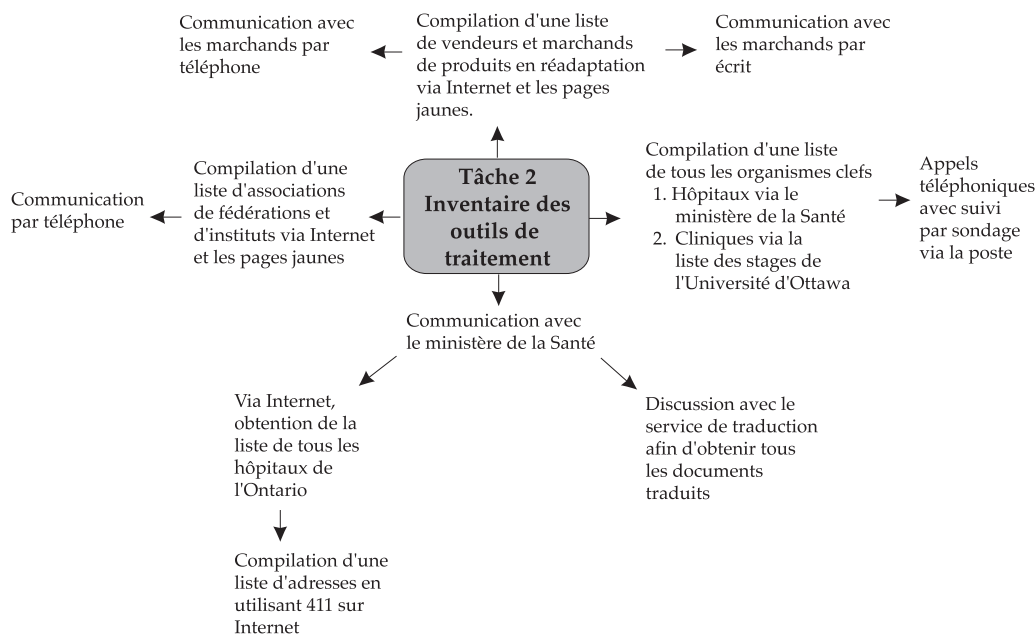 Communication avec
les marchands par
téléphone
Compilation d'une liste
de vendeurs et marchands
de produits en réadaptation
via Internet et les pages
jaunes.
Communication avec
les marchands par
écrit
Communication
par téléphone
Compilation d'une
liste d'associations
de fédérations et
d'instituts via Internet
et les pages jaunes
Tâche 2
Inventaire des
outils de
traitement
Compilation d'une liste
de tous les organismes clefs
1. Hôpitaux via le
ministère de la Santé
2. Cliniques via la
liste des stages de
l'Université d'Ottawa
Appels
téléphoniques
avec suivi
par sondage
via la poste
Communication avec
le ministère de la Santé
Via Internet,
obtention de la
liste de tous les
hôpitaux de
l'Ontario
Discussion avec le
service de traduction
afin d'obtenir tous
les documents
traduits
Compilation d'une
liste d'adresses en
utilisant 411 sur
Internet